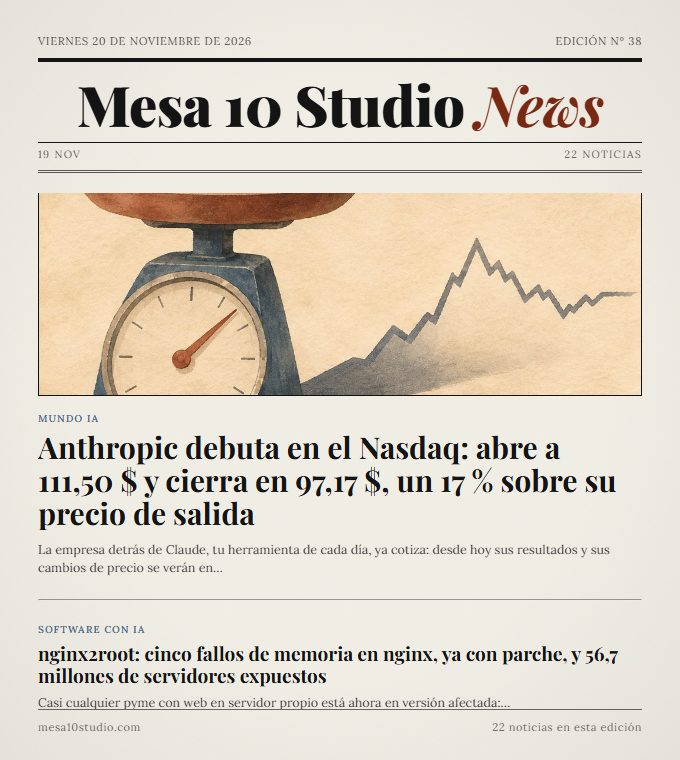 VIERNES 20 DE NOVIEMBRE DE 2026
EDICIÓN Nº 38
Mesa 10 Studio News
19 NOV
22 NOTICIAS
MUNDO IA
Anthropic debuta en el Nasdaq: abre a
111,50 $ y cierra en 97,17 $, un 17 % sobre su
precio de salida
La empresa detrás de Claude, tu herramienta de cada día, ya cotiza: desde hoy sus resultados y sus
cambios de precio se verán en...
SOFTWARE CON IA
nginx2root: cinco fallos de memoria en nginx, ya con parche, y 56,7
millones de servidores expuestos
Casi cualquier pyme con web en servidor propio está ahora en versión afectada:...
mesa10studio.com
22 noticias en esta edición